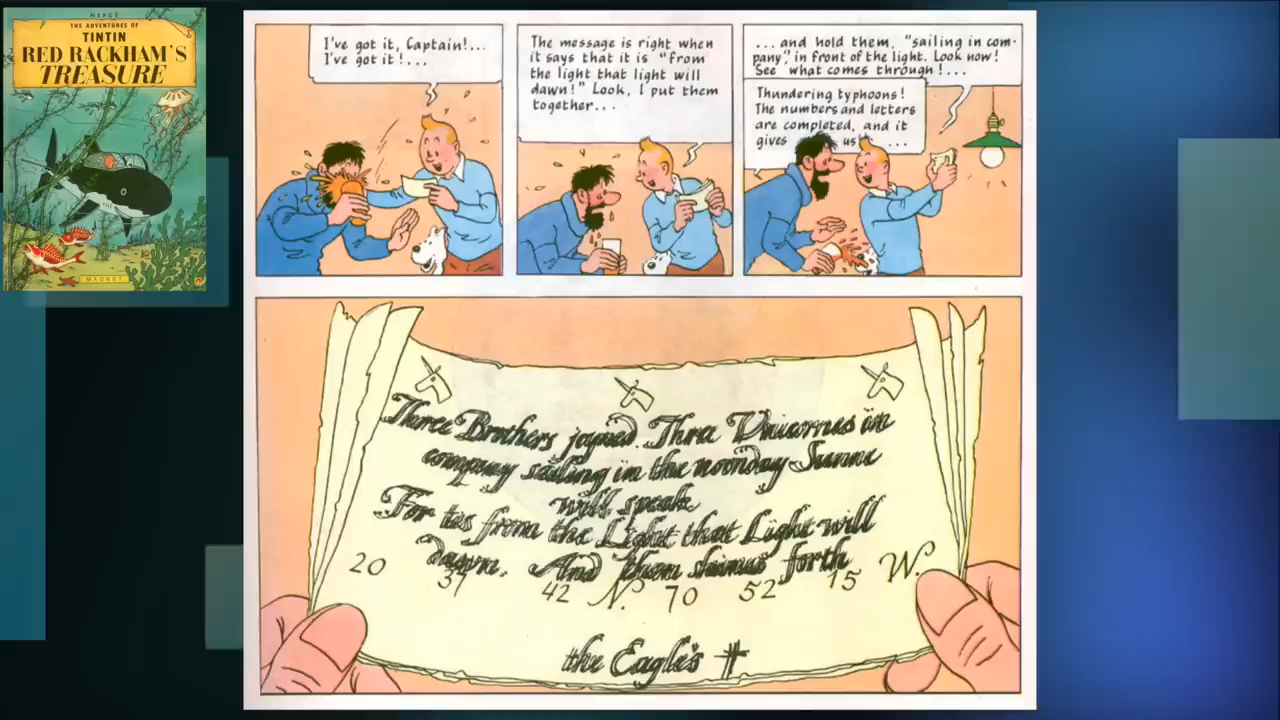 HERGÉ
THE ADVENTURES OF
TINTIN
RED RACKHAM'S
TREASURE
MAGNET
I've got it, Captain!...
I've got it!...
The message is right when
it says that it is "from
the light that light will
dawn!" Look, I put them
together...
...and hold them, "sailing in com-
pany", in front of the light. Look now!
See what comes through!...
Thundering typhoons!
The numbers and letters
are completed, and it
gives us ...
Three Brothers joyned. Three Unicornes in
company sailing in the noonday Sunne
will speak
For tis from the Light that Light will
dawn. And then shines forth
20 37 42 N. 70 52 15 W.
the Eagle's